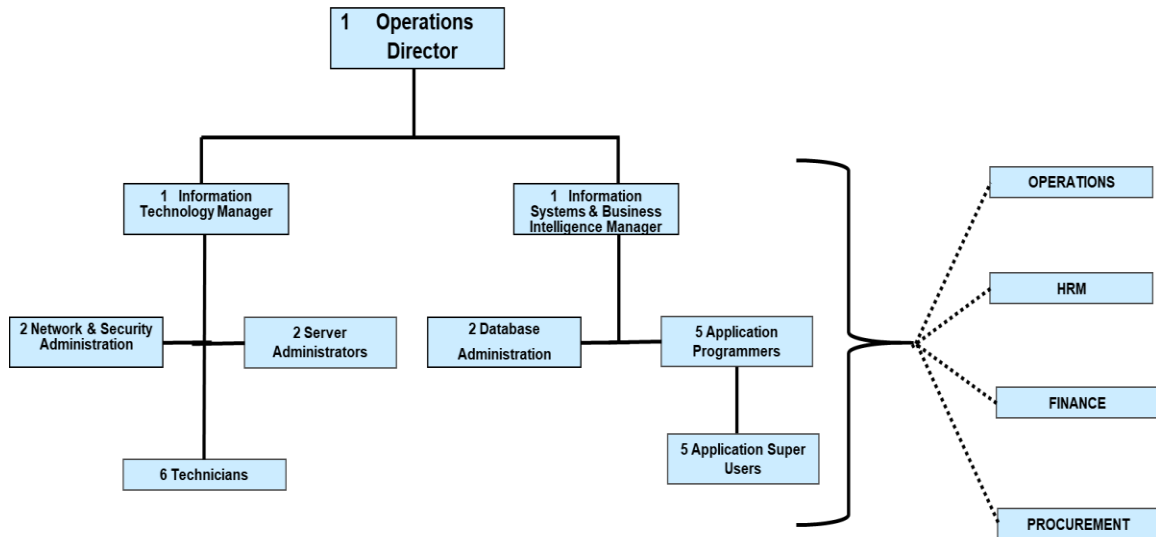 1 Operations
Director
1 Information
Technology Manager
1 Information
Systems & Business
Intelligence Manager
OPERATIONS
HRM
2 Network & Security
Administration
2 Server
Administrators
2 Database
Administration
5 Application
Programmers
FINANCE
6 Technicians
5 Application Super
Users
PROCUREMENT